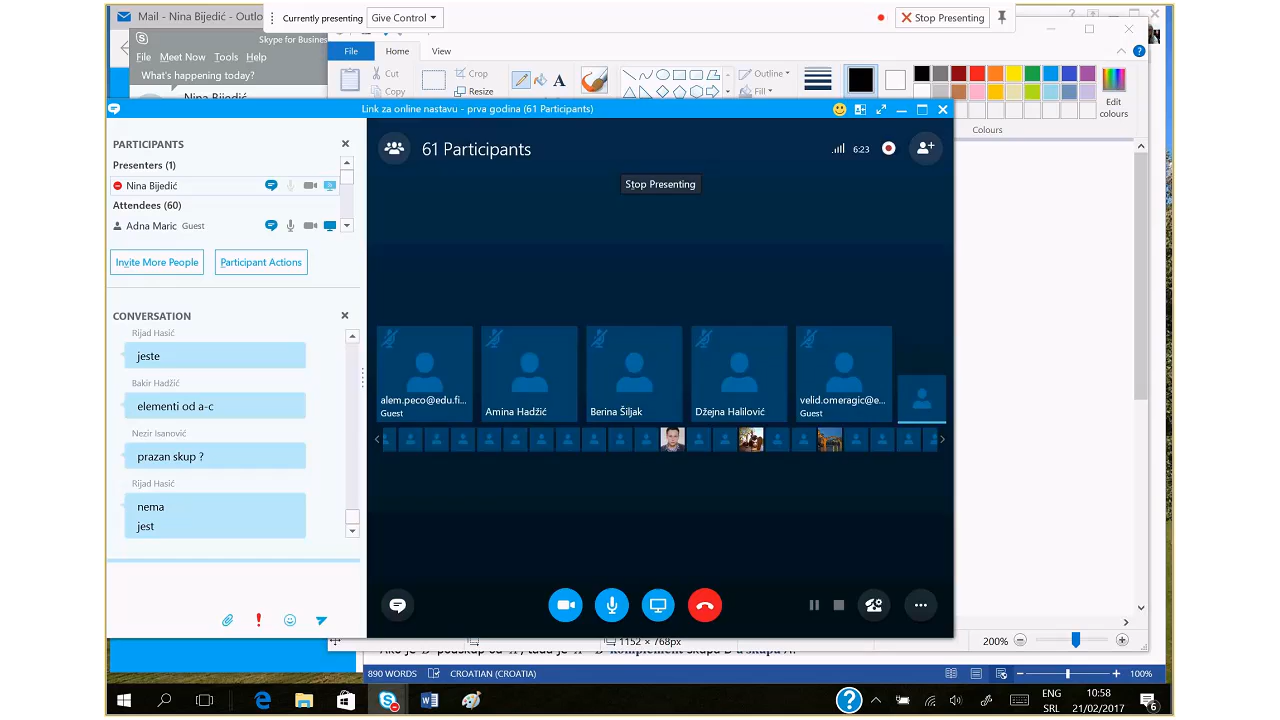 Mail - Nina Bijedić - Outlo
Currently presenting
Give Control
Stop Presenting
Skype for Business
File Meet Now Tools Help
What's happening today?
Nina Bijedić
File Home View
Cut
Copy
Crop
Resize
Outline
Fill
Edit
colours
Colours
Link za online nastavu - prva godina (61 Participants)
PARTICIPANTS
Presenters (1)
Nina Bijedić
Attendees (60)
Adna Maric Guest
Invite More People
Participant Actions
CONVERSATION
Rijad Hasić
jeste
Bakir Hadžić
elementi od a-c
Nezir Isanović
prazan skup ?
Rijad Hasić
nema
jest
61 Participants
6:23
Stop Presenting
alem.peco@edu.fi...
Guest
Amina Hadžić
Berina Šiljak
Džejna Halilović
velid.omeragic@e...
Guest
1152 × 768px
200%
890 WORDS
CROATIAN (CROATIA)
100%
ENG
SRL
10:58
21/02/2017
6